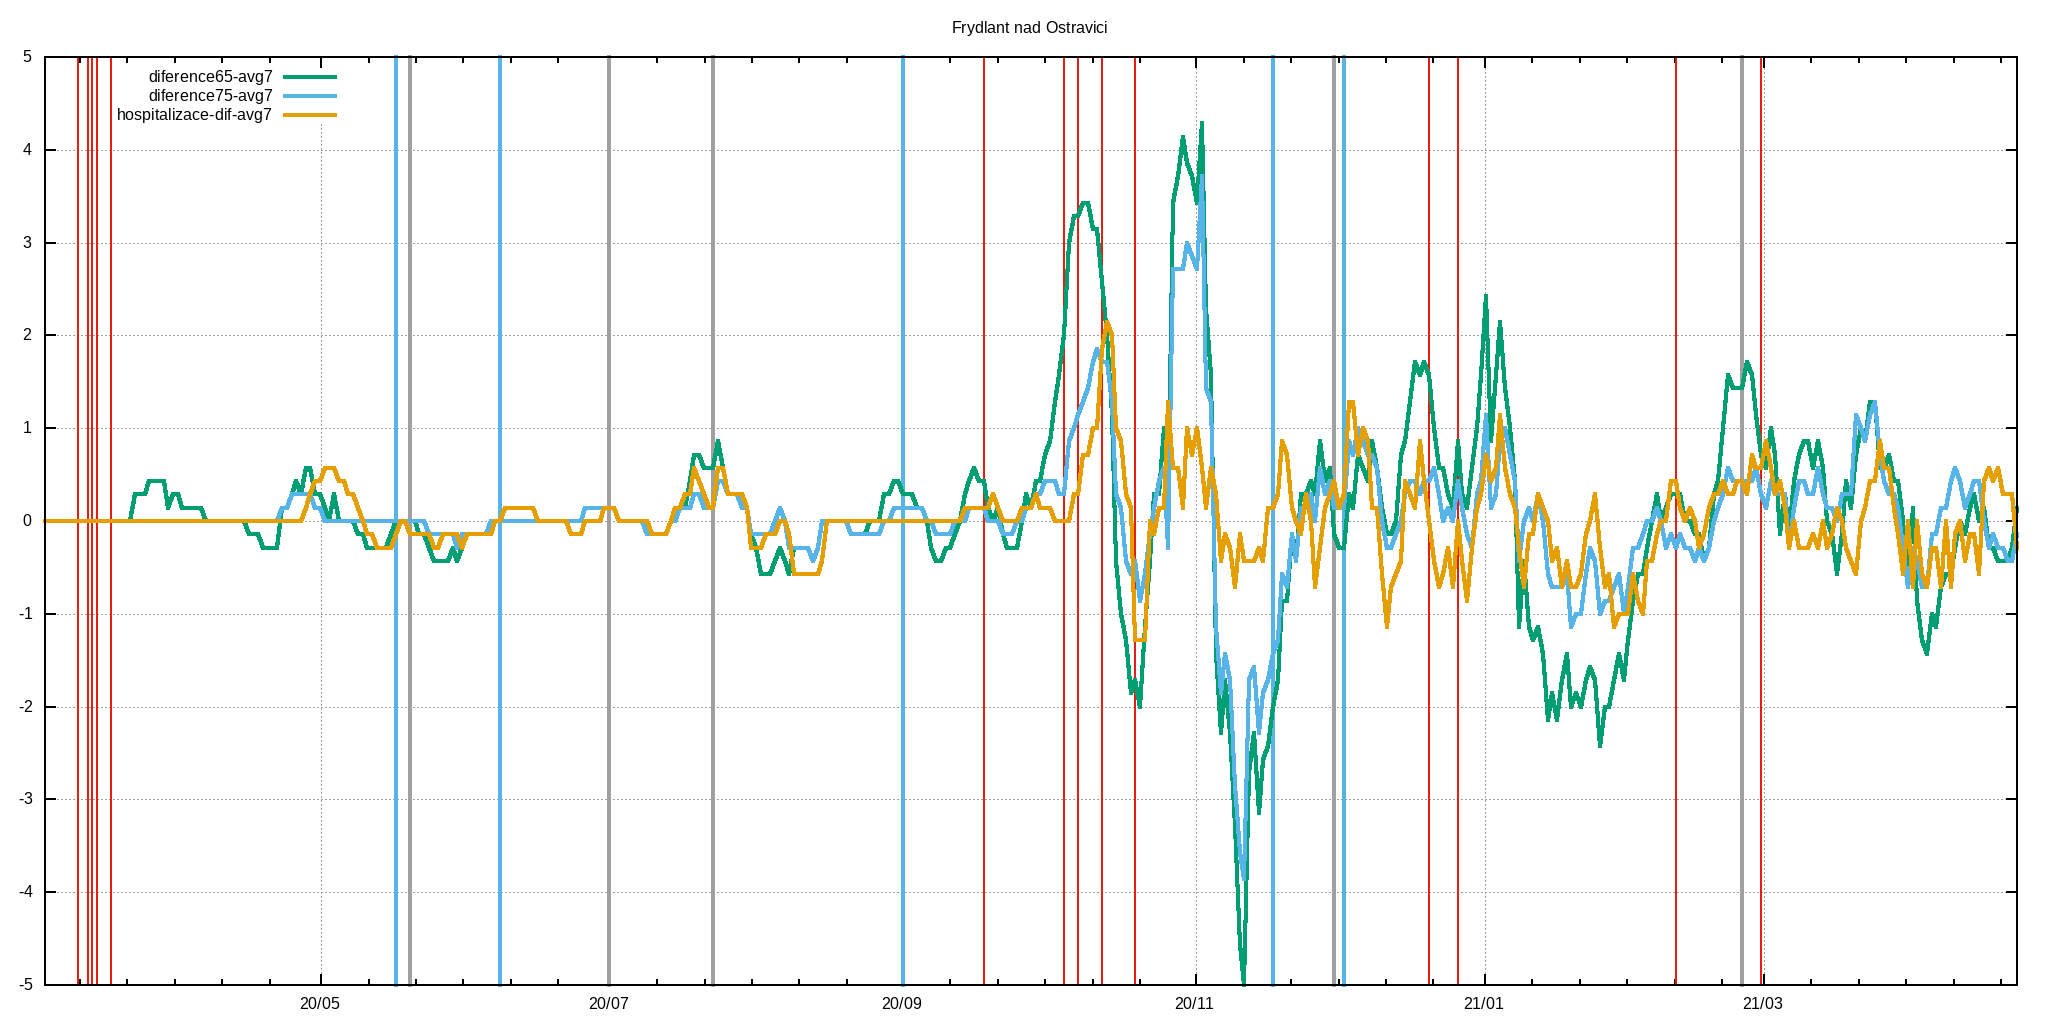 Frydlant nad Ostravici
5
diference65-avg7
diference75-avg7
hospitalizace-dif-avg7
4
3
2
1
0
-1
-2
-3
-4
-5
20/05 20/07 20/09 20/11 21/01 21/03